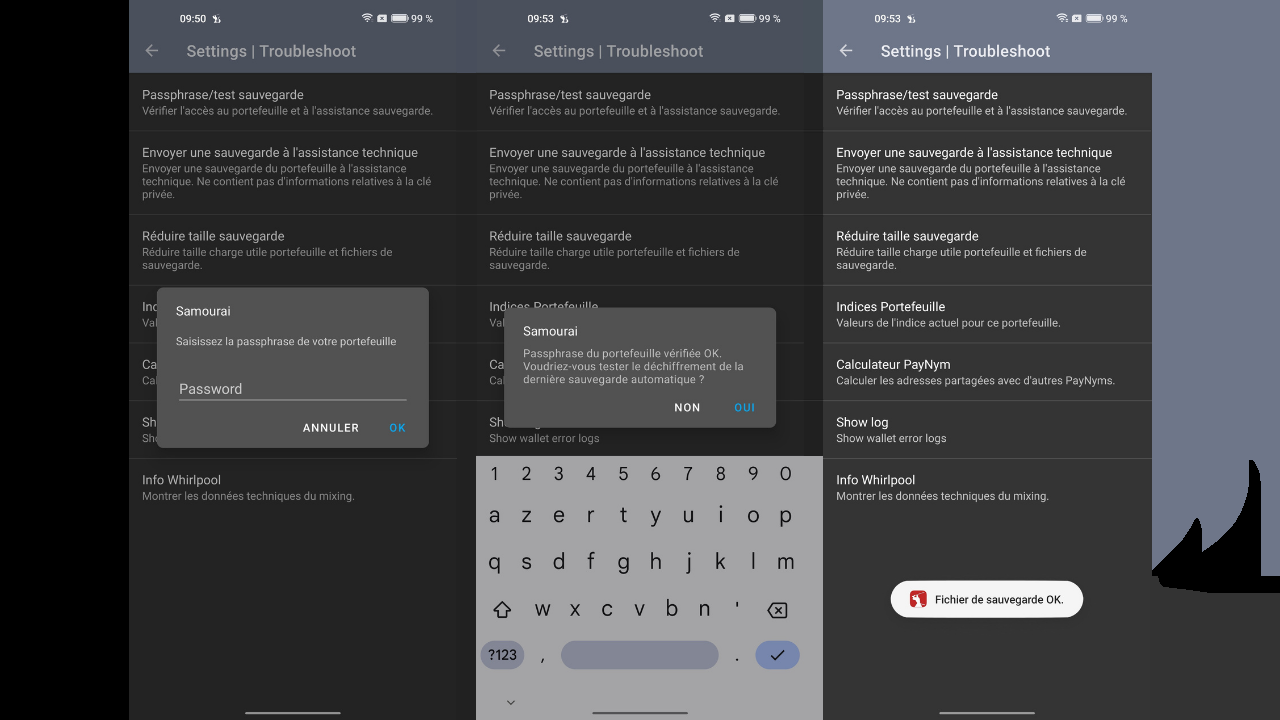 09:50
99 %
Settings | Troubleshoot
Passphrase/test sauvegarde
Vérifier l'accès au portefeuille et à l'assistance sauvegarde.
Envoyer une sauvegarde à l'assistance technique
Envoyer une sauvegarde du portefeuille à l'assistance
technique. Ne contient pas d'informations relatives à la clé
privée.
Réduire taille sauvegarde
Réduire taille charge utile portefeuille et fichiers de
sauvegarde.
Samourai
Saisissez la passphrase de votre portefeuille
Password
ANNULER OK
Info Whirlpool
Montrer les données techniques du mixing.
09:53
99 %
Settings | Troubleshoot
Passphrase/test sauvegarde
Vérifier l'accès au portefeuille et à l'assistance sauvegarde.
Envoyer une sauvegarde à l'assistance technique
Envoyer une sauvegarde du portefeuille à l'assistance
technique. Ne contient pas d'informations relatives à la clé
privée.
Réduire taille sauvegarde
Réduire taille charge utile portefeuille et fichiers de
sauvegarde.
Indices Portefeuille
Samourai
Passphrase du portefeuille vérifiée OK.
Voudriez-vous tester le déchiffrement de la
dernière sauvegarde automatique ?
NON OUI
Show wallet error logs
1 2 3 4 5 6 7 8 9 0
a z e r t y u i o p
q s d f g h j k l m
w x c v b n '
?123 , .
09:53
99 %
Settings | Troubleshoot
Passphrase/test sauvegarde
Vérifier l'accès au portefeuille et à l'assistance sauvegarde.
Envoyer une sauvegarde à l'assistance technique
Envoyer une sauvegarde du portefeuille à l'assistance
technique. Ne contient pas d'informations relatives à la clé
privée.
Réduire taille sauvegarde
Réduire taille charge utile portefeuille et fichiers de
sauvegarde.
Indices Portefeuille
Valeurs de l'indice actuel pour ce portefeuille.
Calculateur PayNym
Calculer les adresses partagées avec d'autres PayNyms.
Show log
Show wallet error logs
Info Whirlpool
Montrer les données techniques du mixing.
Fichier de sauvegarde OK.